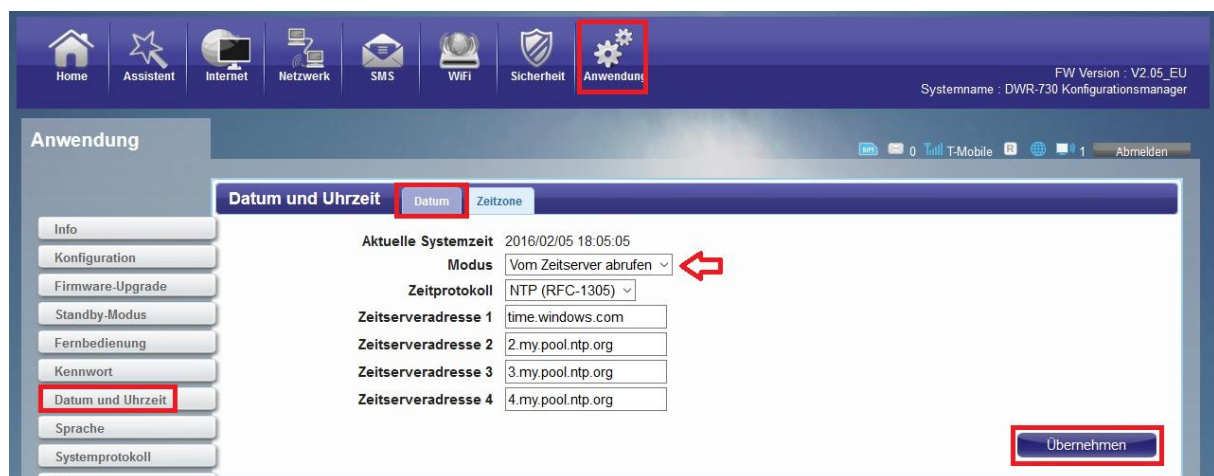 Home Assistent Internet Netzwerk SMS WiFi Sicherheit Anwendung
FW Version : V2.05_EU
Systemname : DWR-730 Konfigurationsmanager
Anwendung
SIM 0 T-Mobile R 1 Abmelden
Datum und Uhrzeit Datum Zeitzone
Info
Konfiguration
Firmware-Upgrade
Standby-Modus
Fernbedienung
Kennwort
Datum und Uhrzeit
Sprache
Systemprotokoll
Aktuelle Systemzeit 2016/02/05 18:05:05
Modus Vom Zeitserver abrufen
Zeitprotokoll NTP (RFC-1305)
Zeitserveradresse 1 time.windows.com
Zeitserveradresse 2 2.my.pool.ntp.org
Zeitserveradresse 3 3.my.pool.ntp.org
Zeitserveradresse 4 4.my.pool.ntp.org
Übernehmen